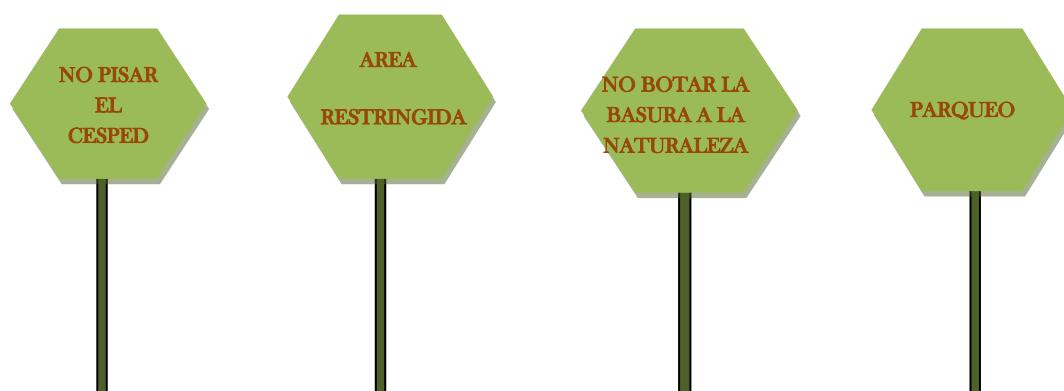 NO PISAR
EL
CESPED
AREA
RESTRINGIDA
NO BOTAR LA
BASURA A LA
NATURALEZA
PARQUEO